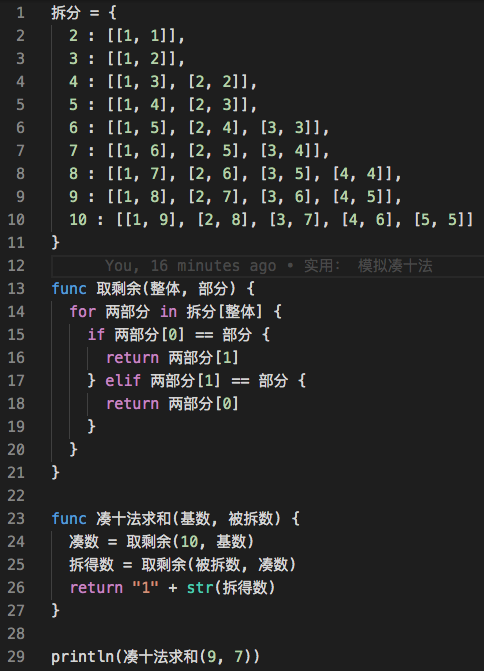 1 拆分 = {
2   2 : [[1, 1]],
3   3 : [[1, 2]],
4   4 : [[1, 3], [2, 2]],
5   5 : [[1, 4], [2, 3]],
6   6 : [[1, 5], [2, 4], [3, 3]],
7   7 : [[1, 6], [2, 5], [3, 4]],
8   8 : [[1, 7], [2, 6], [3, 5], [4, 4]],
9   9 : [[1, 8], [2, 7], [3, 6], [4, 5]],
10   10 : [[1, 9], [2, 8], [3, 7], [4, 6], [5, 5]]
11 }
12       You, 16 minutes ago • 实用： 模拟凑十法
13 func 取剩余(整体, 部分) {
14   for 两部分 in 拆分[整体] {
15     if 两部分[0] == 部分 {
16       return 两部分[1]
17     } elif 两部分[1] == 部分 {
18       return 两部分[0]
19     }
20   }
21 }
22
23 func 凑十法求和(基数, 被拆数) {
24   凑数 = 取剩余(10, 基数)
25   拆得数 = 取剩余(被拆数, 凑数)
26   return "1" + str(拆得数)
27 }
28
29 println(凑十法求和(9, 7))